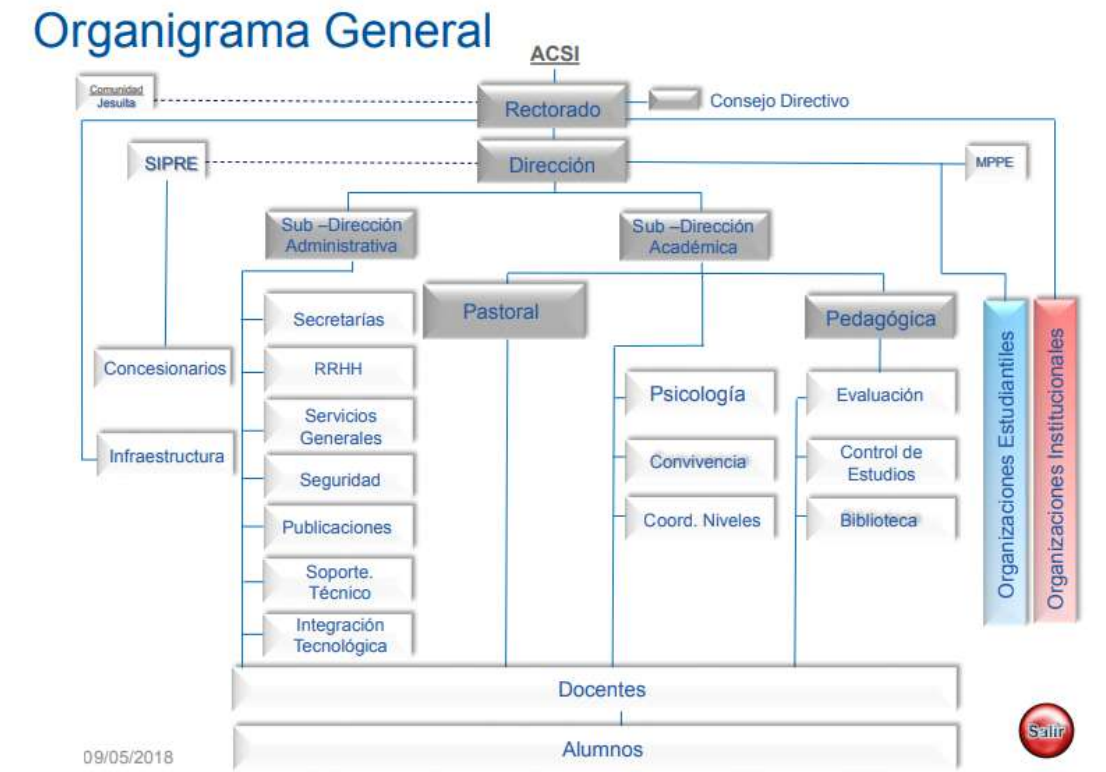 Organigrama General
ACSI
Comunidad
Jesuita
Rectorado
Consejo Directivo
SIPRE
Dirección
MPPE
Sub –Dirección
Administrativa
Sub –Dirección
Académica
Secretarías
Pastoral
Pedagógica
Concesionarios
RRHH
Psicología
Evaluación
Servicios
Generales
Infraestructura
Convivencia
Control de
Estudios
Seguridad
Publicaciones
Coord. Niveles
Biblioteca
Soporte.
Técnico
Integración
Tecnológica
Organizaciones Estudiantiles
Organizaciones Institucionales
Docentes
Alumnos
Salir
09/05/2018